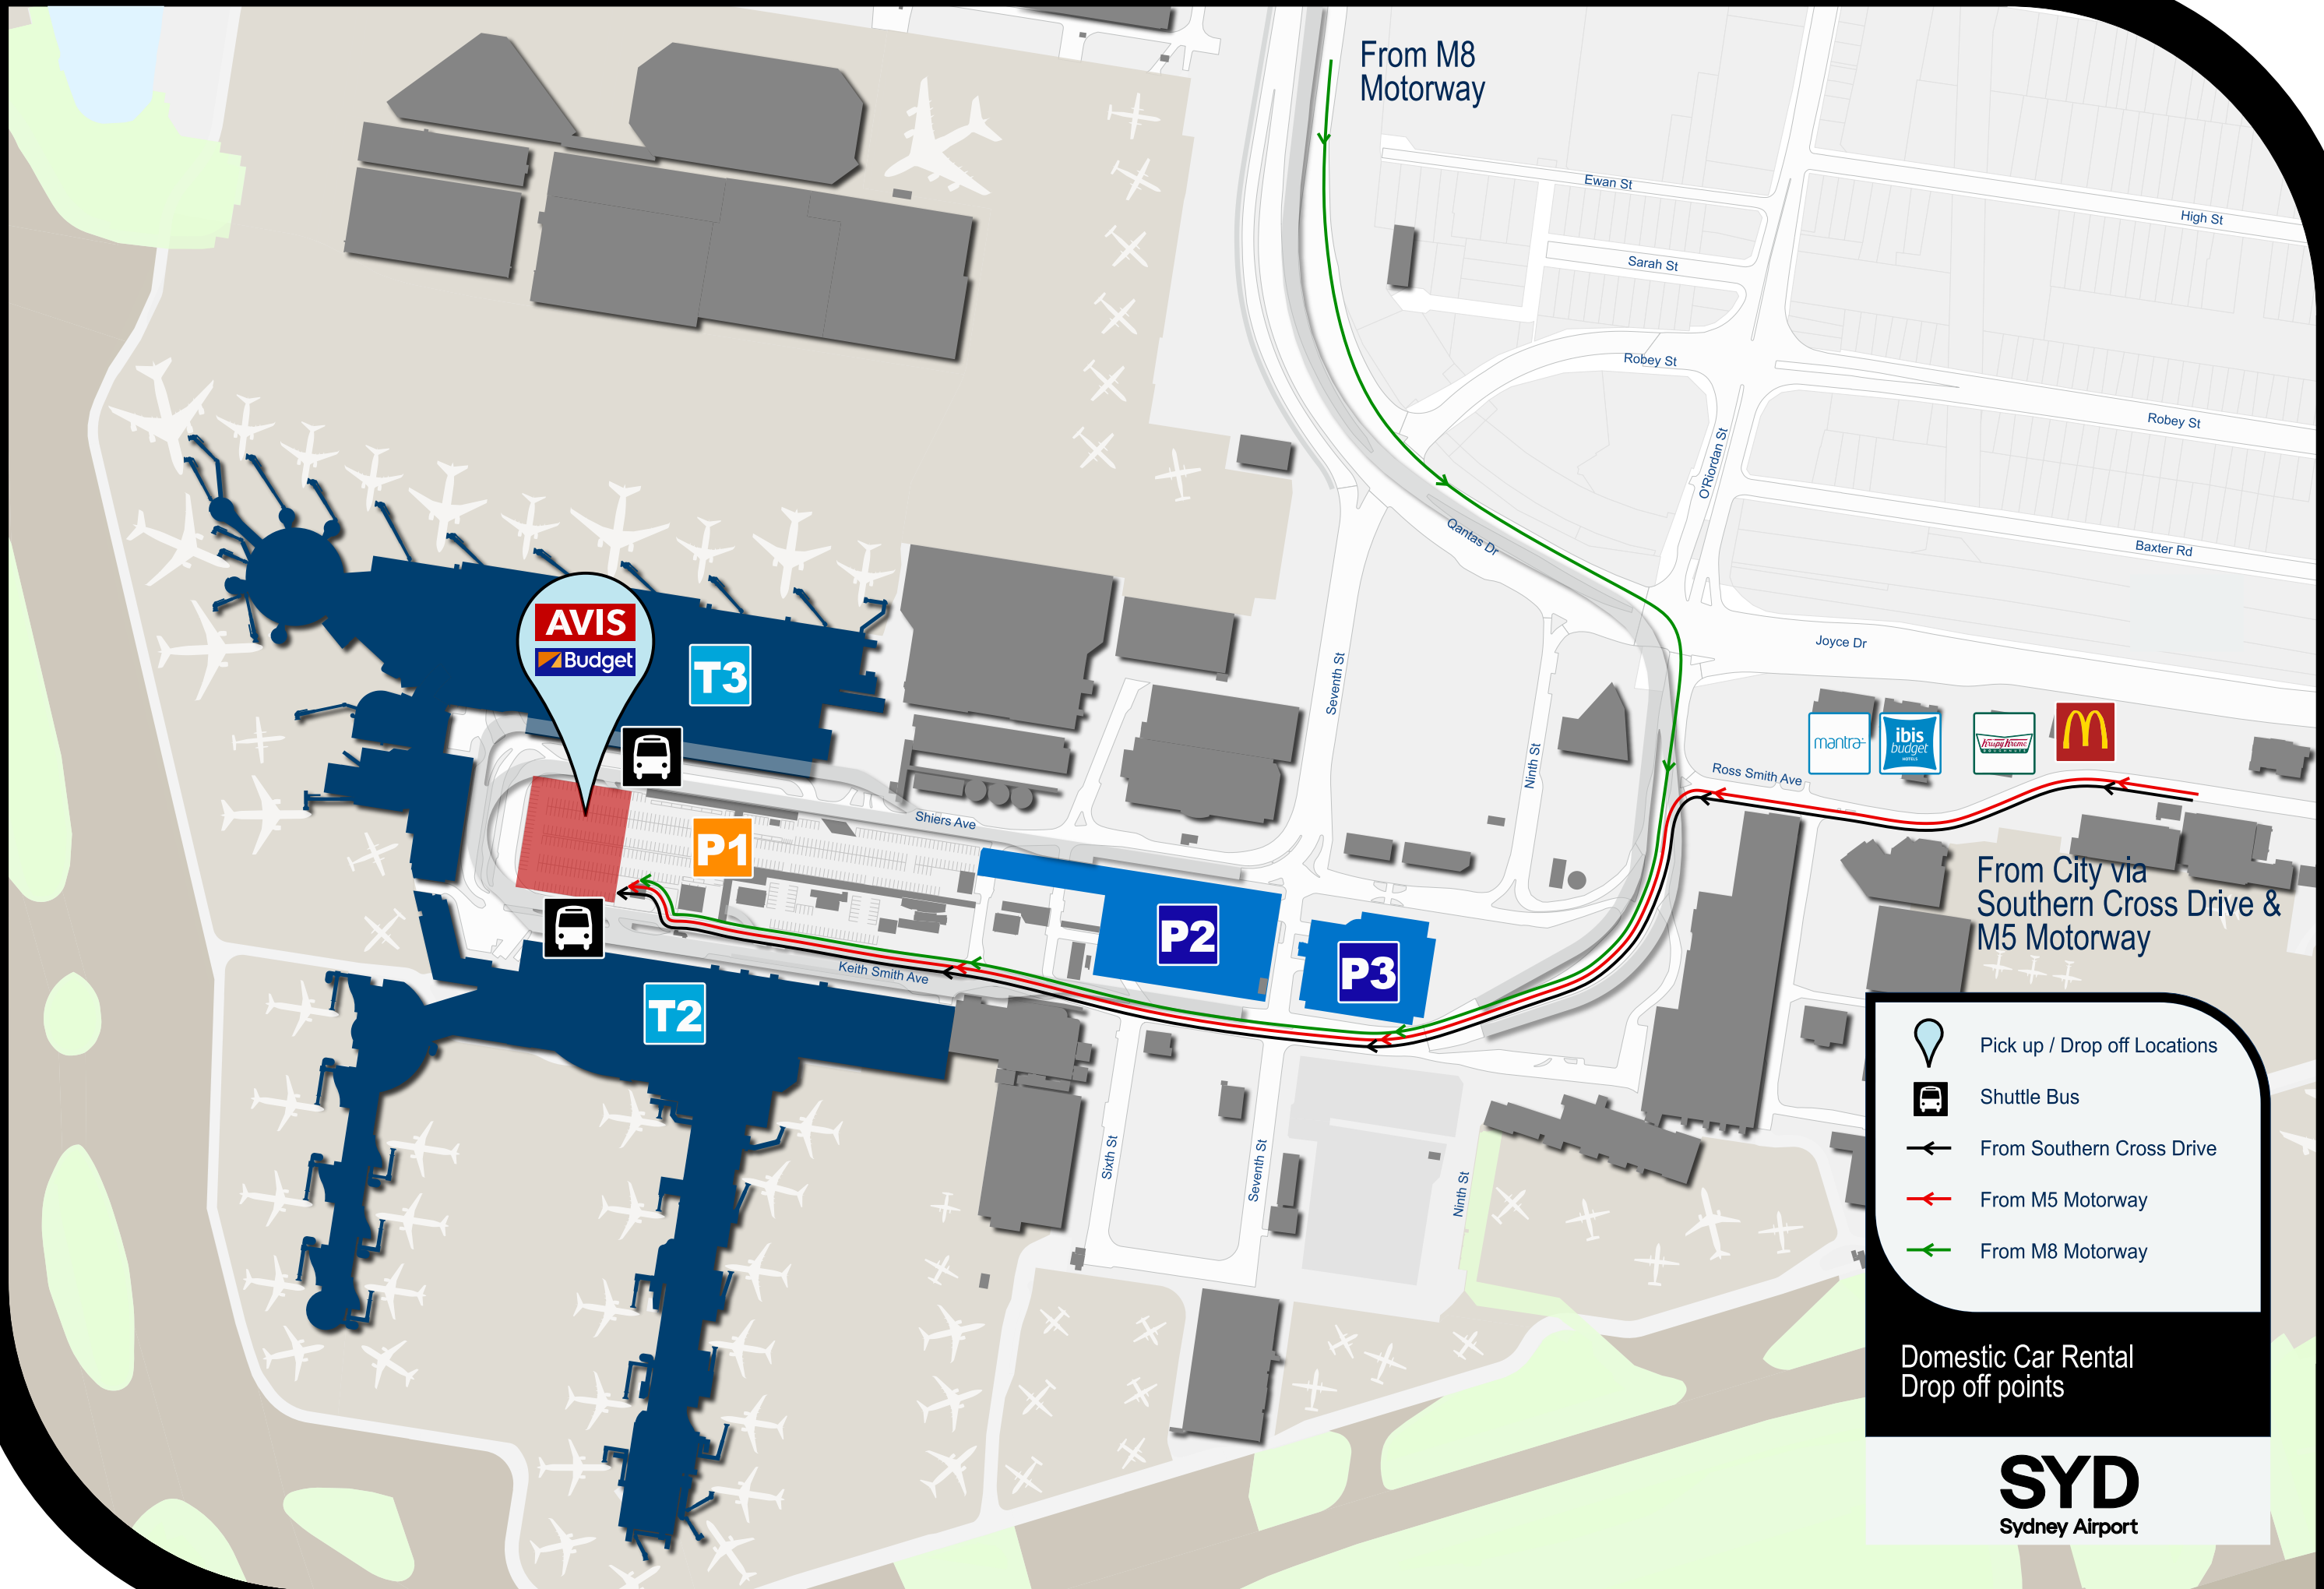 From M8
Motorway
Ewan St
High St
Sarah St
Robey St
Robey St
O'Riordan St
Qantas Dr
Baxter Rd
AVIS
Budget
T3
Seventh St
Joyce Dr
mantra
ibis
budget
HOTELS
Krispy Kreme
DOUGHNUTS
Ninth St
Ross Smith Ave
Shiers Ave
P1
From City via
Southern Cross Drive &
M5 Motorway
P2
P3
Keith Smith Ave
T2
Sixth St
Seventh St
Ninth St
Pick up / Drop off Locations
Shuttle Bus
From Southern Cross Drive
From M5 Motorway
From M8 Motorway
Domestic Car Rental
Drop off points
SYD
Sydney Airport